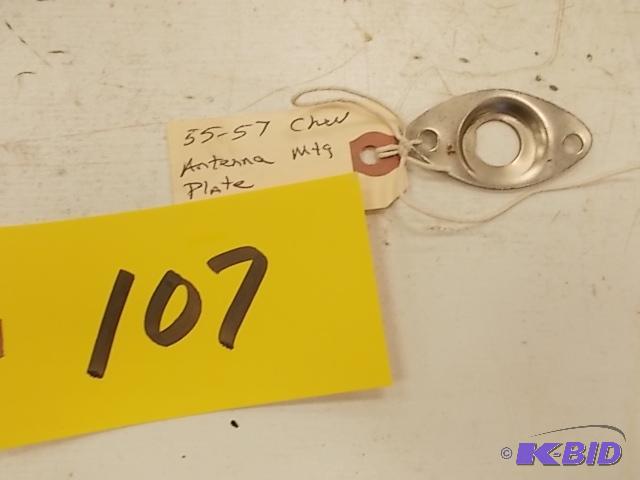 55-57 Chev
Antenna Mtg
Plate
107
© K-BID